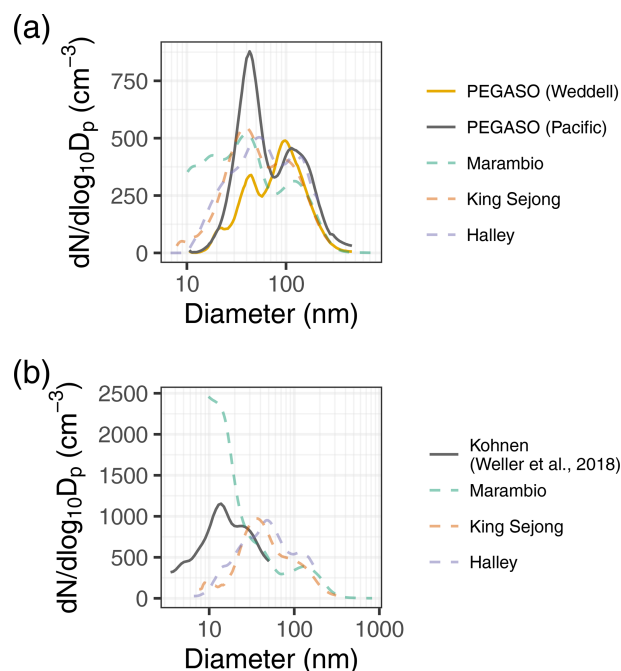 (a)
dN/dlog₁₀Dₚ (cm⁻³)
750
500
250
0
10
100
Diameter (nm)
PEGASO (Weddell)
PEGASO (Pacific)
Marambio
King Sejong
Halley
(b)
dN/dlog₁₀Dₚ (cm⁻³)
2500
2000
1500
1000
500
0
10
100
1000
Diameter (nm)
Kohnen
(Weller et al., 2018)
Marambio
King Sejong
Halley